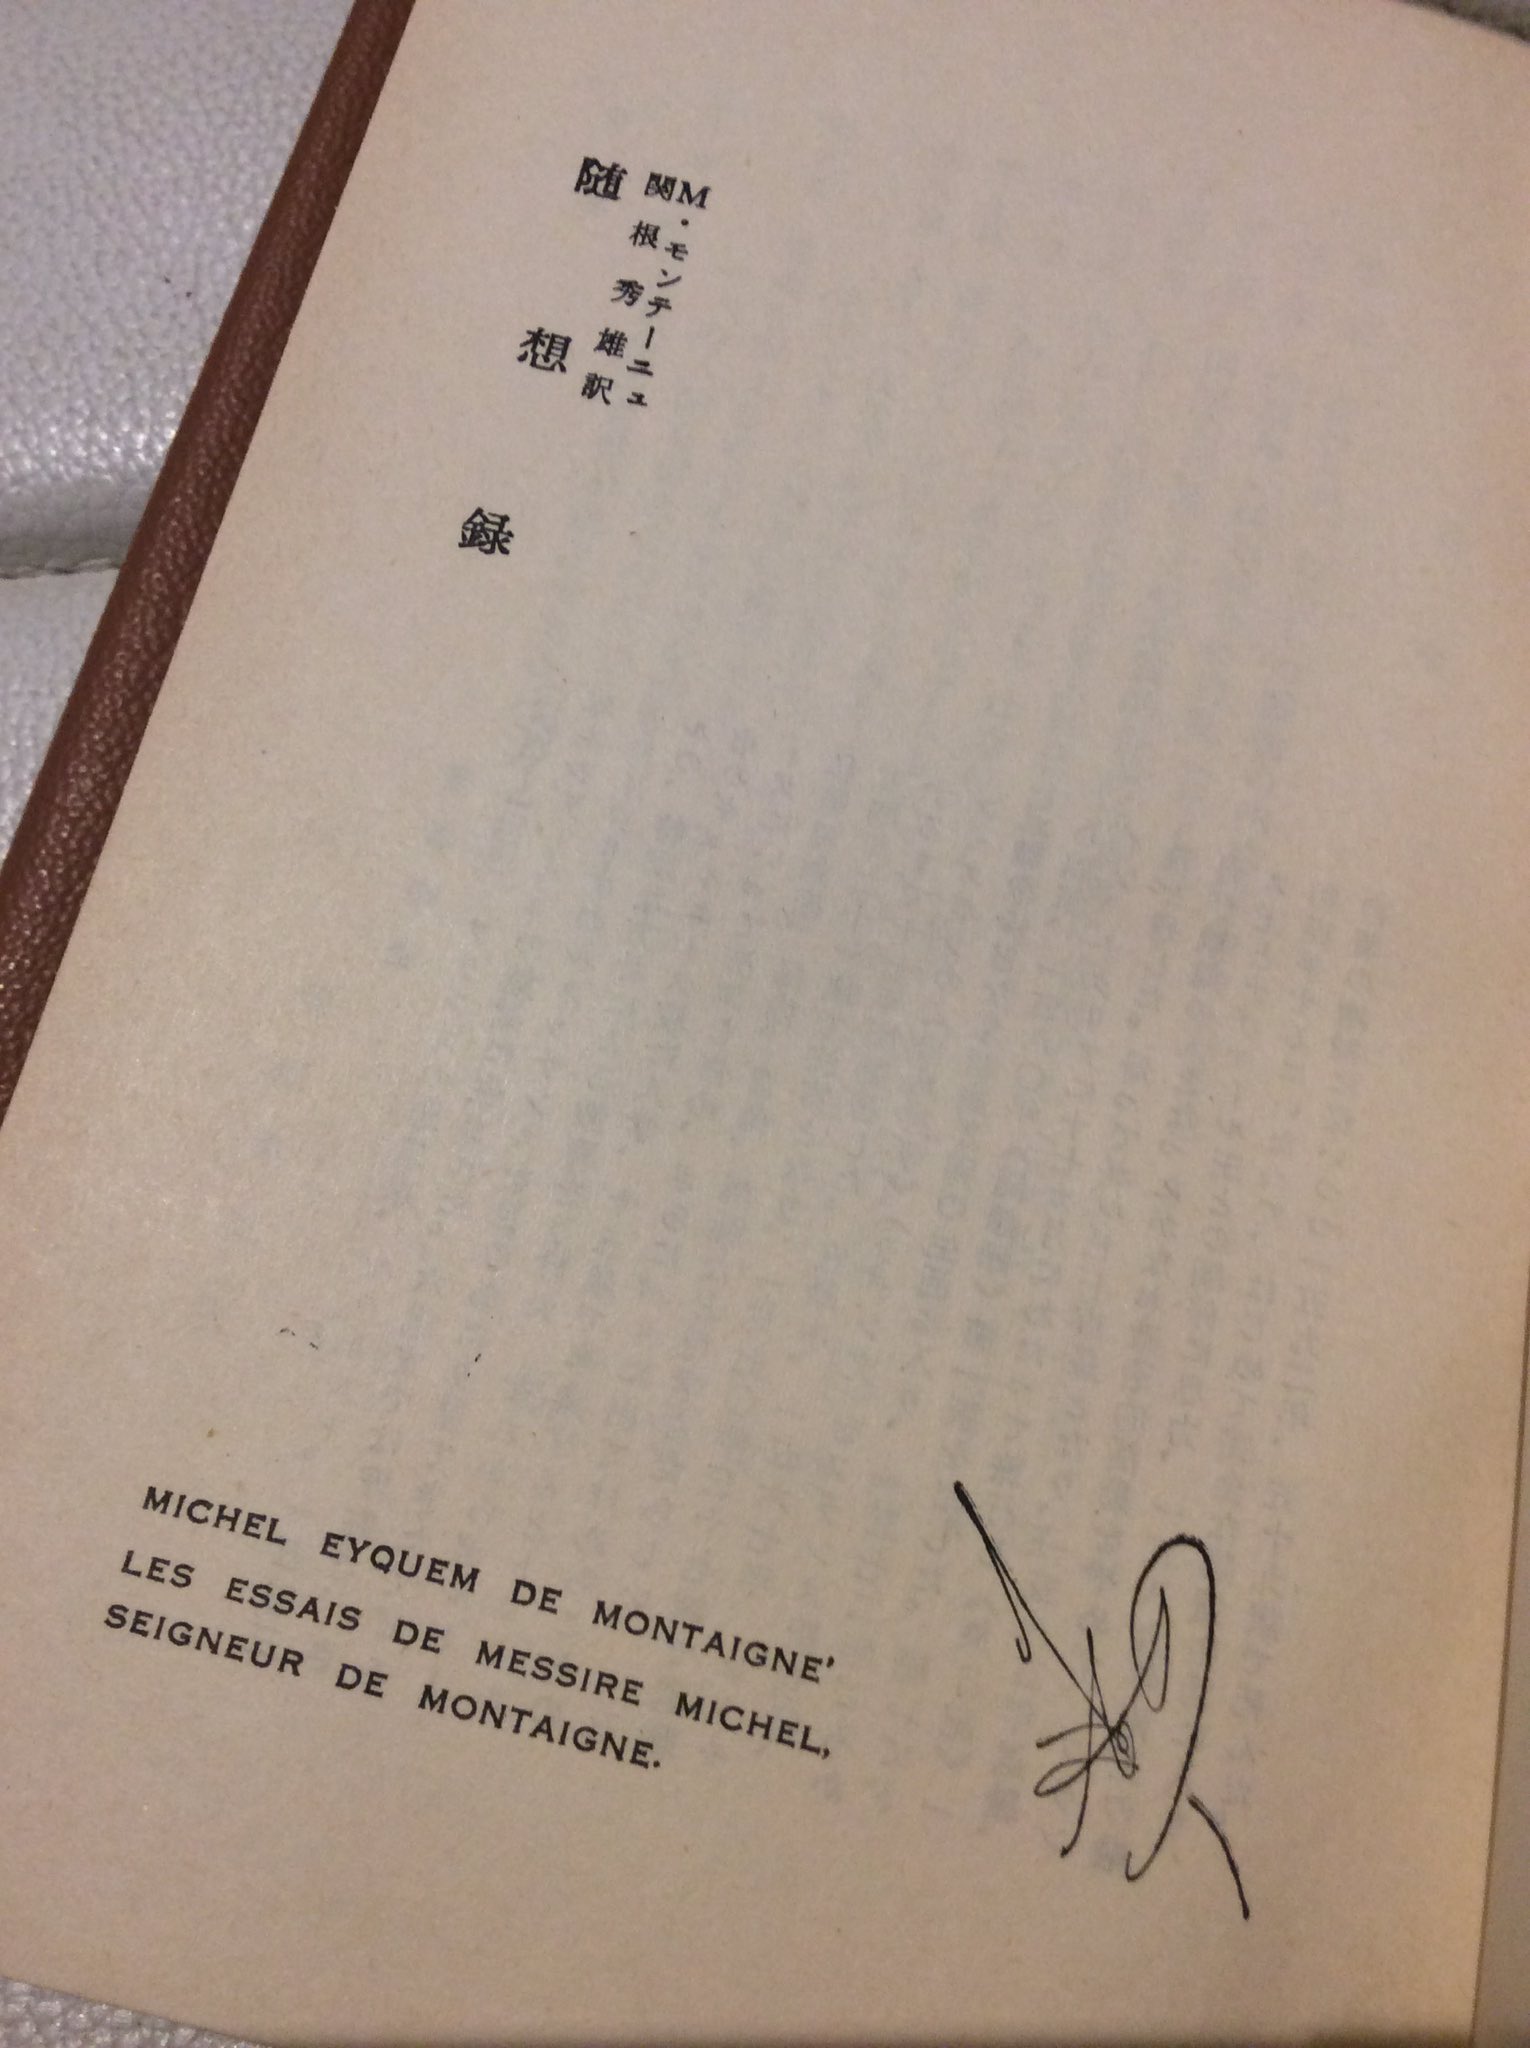 M・モンテーニュ
関根秀雄訳
随想録
MICHEL EYQUEM DE MONTAIGNE'
LES ESSAIS DE MESSIRE MICHEL,
SEIGNEUR DE MONTAIGNE.